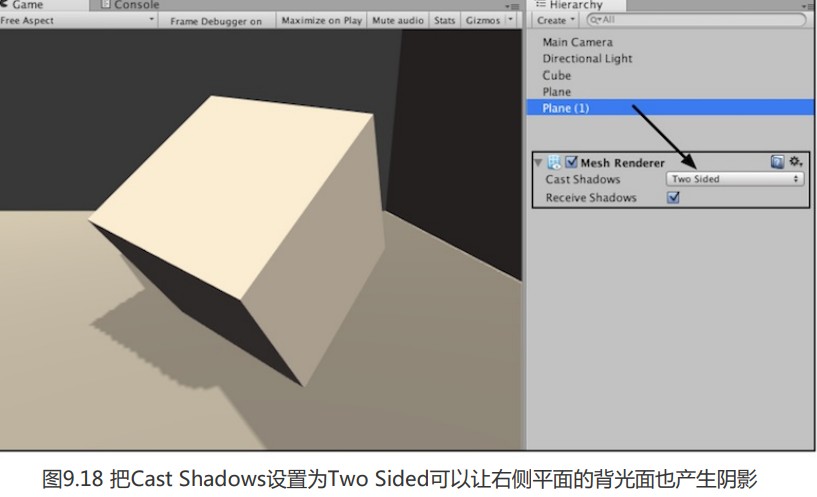 Game Console
Free Aspect Frame Debugger on Maximize on Play Mute audio Stats Gizmos
Hierarchy
Create All
Main Camera
Directional Light
Cube
Plane
Plane (1)
Mesh Renderer
Cast Shadows Two Sided
Receive Shadows
图9.18 把Cast Shadows设置为Two Sided可以让右侧平面的背光面也产生阴影